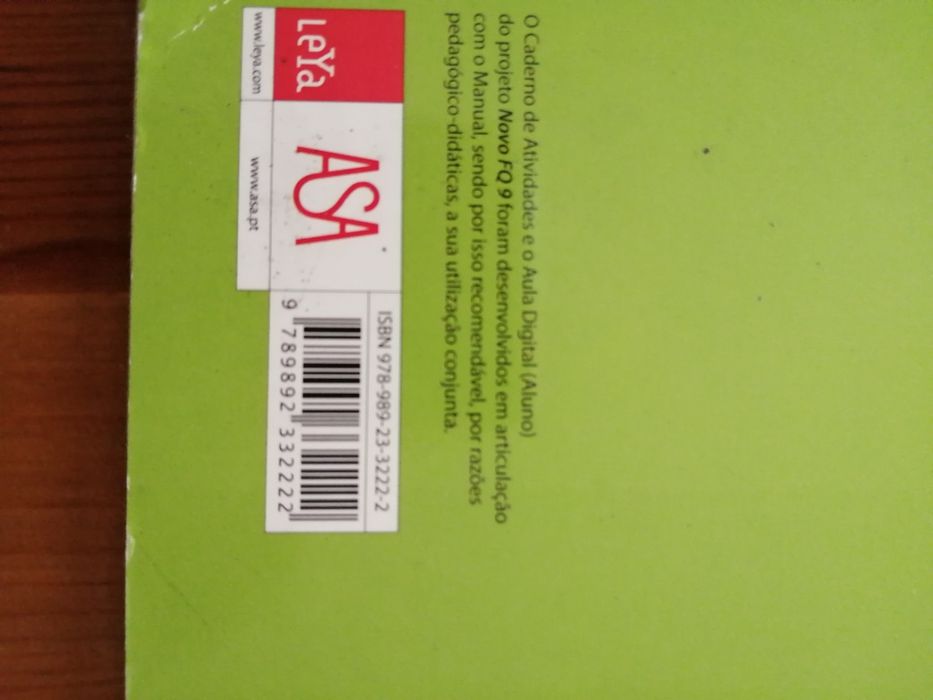 O Caderno de Atividades e o Aula Digital (Aluno)
do projeto Novo FQ 9 foram desenvolvidos em articulação
com o Manual, sendo por isso recomendável, por razões
pedagógico-didáticas, a sua utilização conjunta.
LeYa
ASA
www.leya.com
www.asa.pt
ISBN 978-989-23-3222-2
9 789892 332222